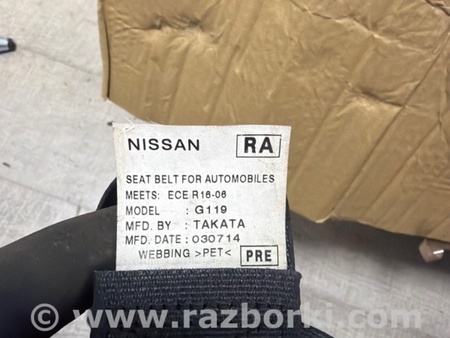 NISSAN RA
SEAT BELT FOR AUTOMOBILES
MEETS: ECE R16-06
MODEL : G119
MFD. BY : TAKATA
MFD. DATE : 030714
WEBBING >PET< PRE
© www.razborki.com